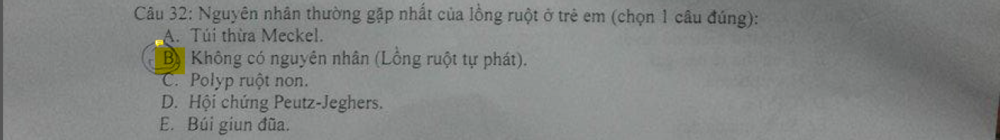 Câu 32: Nguyên nhân thường gặp nhất của lồng ruột ở trẻ em (chọn 1 câu đúng):
A. Túi thừa Meckel.
B. Không có nguyên nhân (Lồng ruột tự phát).
C. Polyp ruột non.
D. Hội chứng Peutz-Jeghers.
E. Búi giun đũa.